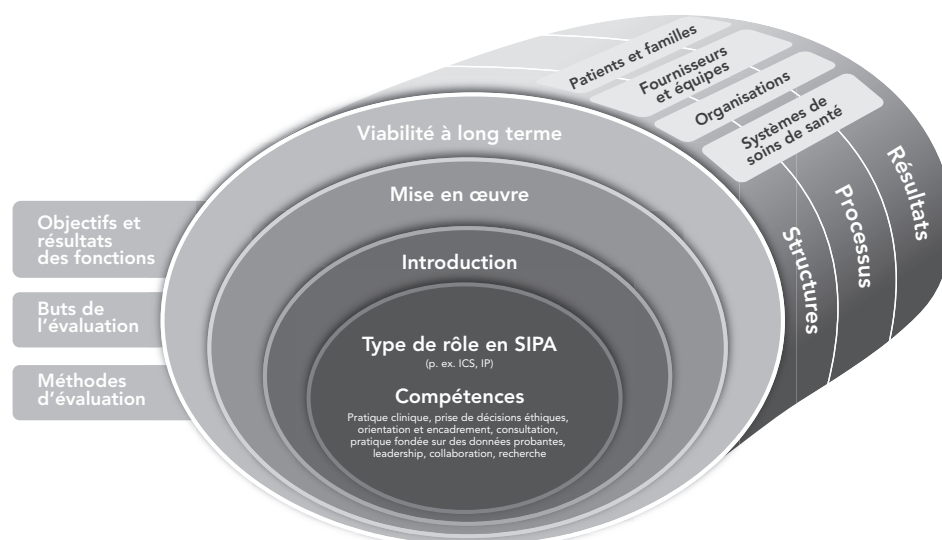 Patients et familles
Fournisseurs
et équipes
Organisations
Systèmes de
soins de santé
Résultats
Processus
Structures
Viabilité à long terme
Mise en œuvre
Introduction
Objectifs et
résultats
des fonctions
Buts de
l’évaluation
Méthodes
d’évaluation
Type de rôle en SIPA
(p. ex. ICS, IP)
Compétences
Pratique clinique, prise de décisions éthiques,
orientation et encadrement, consultation,
pratique fondée sur des données probantes,
leadership, collaboration, recherche